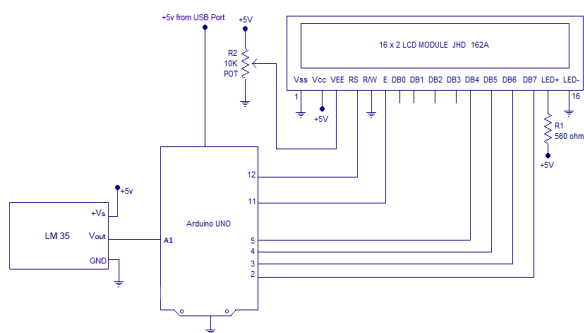 +5v from USB Port
+5V
R2
10K
POT
16 x 2 LCD MODULE JHD 162A
Vss Vcc VEE RS R/W E DB0 DB1 DB2 DB3 DB4 DB5 DB6 DB7 LED+ LED-
1
16
+5V
R1
560 ohm
+5V
12
11
+5v
+Vs
LM 35
Vout
GND
A1
Arduino UNO
5
4
3
2